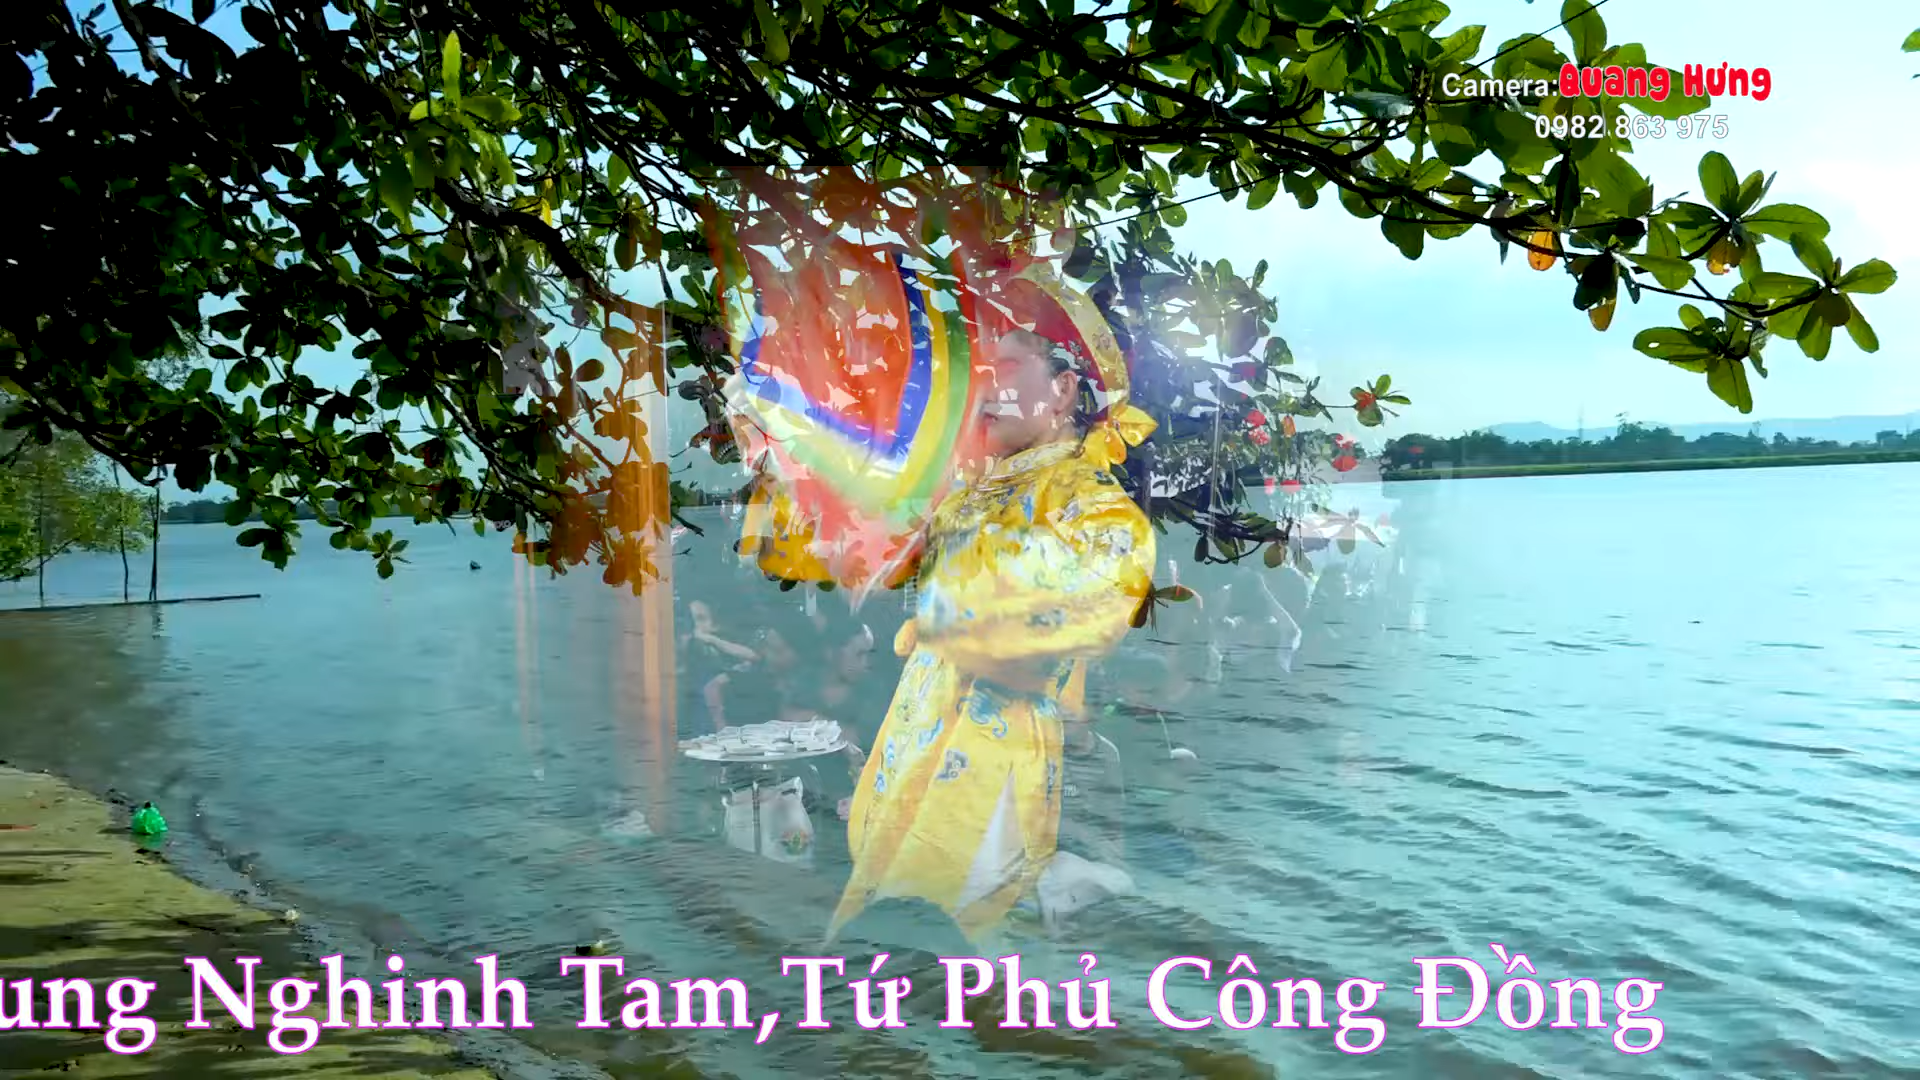 Camera:Quang Hưng
0982.863 975
ung Nghinh Tam,Tứ Phủ Công Đồng